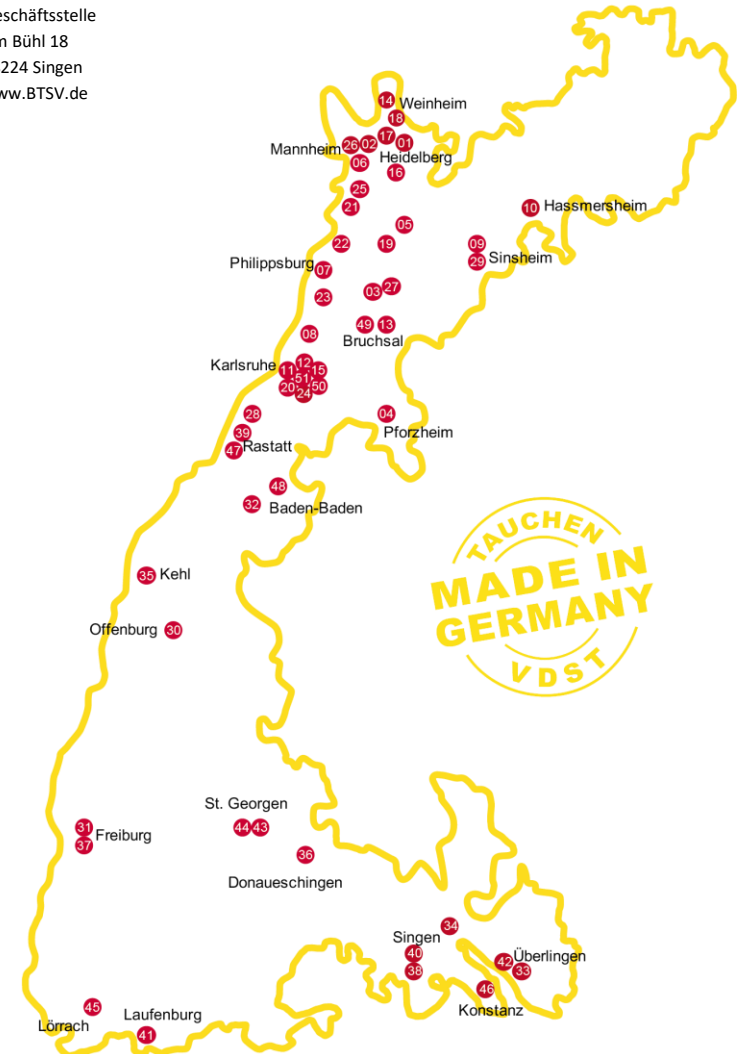 eschäftsstelle
m Bühl 18
224 Singen
ww.BTSV.de
14
Weinheim
18
17
Mannheim 26 02 01
Heidelberg
06
16
25
21
10 Hassmersheim
05
22 19 09
29 Sinsheim
Philippsburg
07
27
03
23
49 13
08
Bruchsal
12
Karlsruhe 11 15
51
20 50
24
28 04
39 Pforzheim
47 Rastatt
48
32 Baden-Baden
TAUCHEN
MADE IN
GERMANY
VDST
35 Kehl
Offenburg 30
St. Georgen
31 44 43
Freiburg
37
36
Donaueschingen
34
Singen
40
42 Überlingen
38 33
46
Konstanz
45
Lörrach
Laufenburg
41